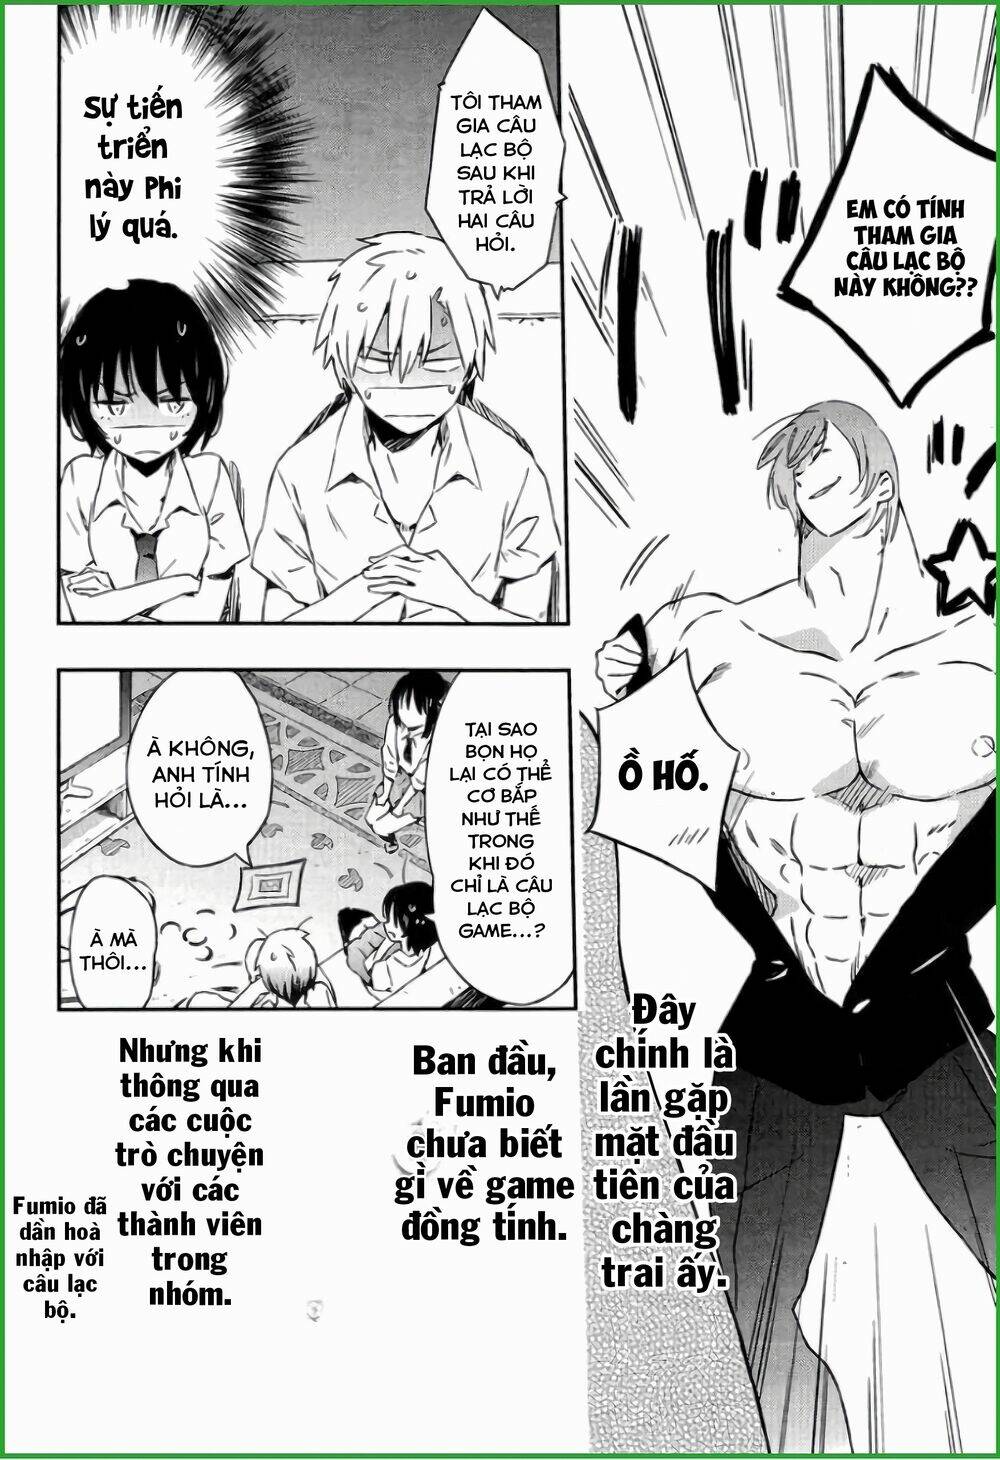 EM CÓ TÍNH
THAM GIA
CÂU LẠC BỘ
NÀY KHÔNG??
Ồ HỐ.
Đây
chính là
lần gặp
mặt đầu
tiên của
chàng
trai ấy.
TÔI THAM
GIA CÂU
LẠC BỘ
SAU KHI
TRẢ LỜI
HAI CÂU
HỎI.
Sự tiến
triển
này Phi
lý quá.
TẠI SAO
BỌN HỌ
LẠI CÓ THỂ
CƠ BẮP
NHƯ THẾ
TRONG
KHI ĐÓ
CHỈ LÀ CÂU
LẠC BỘ
GAME...?
À KHÔNG,
ANH TÍNH
HỎI LÀ...
À MÀ
THÔI...
Ban đầu,
Fumio
chưa biết
gì về game
đồng tính.
Nhưng khi
thông qua
các cuộc
trò chuyện
với các
thành viên
trong
nhóm.
Fumio đã
dần hoà
nhập với
câu lạc
bộ.